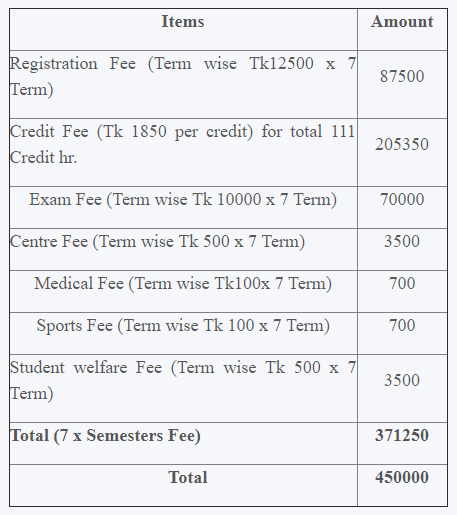 Items Amount
Registration Fee (Term wise Tk12500 x 7
Term)
87500
Credit Fee (Tk 1850 per credit) for total 111
Credit hr.
205350
Exam Fee (Term wise Tk 10000 x 7 Term) 70000
Centre Fee (Term wise Tk 500 x 7 Term) 3500
Medical Fee (Term wise Tk100x 7 Term) 700
Sports Fee (Term wise Tk 100 x 7 Term) 700
Student welfare Fee (Term wise Tk 500 x 7
Term)
3500
Total (7 x Semesters Fee) 371250
Total 450000